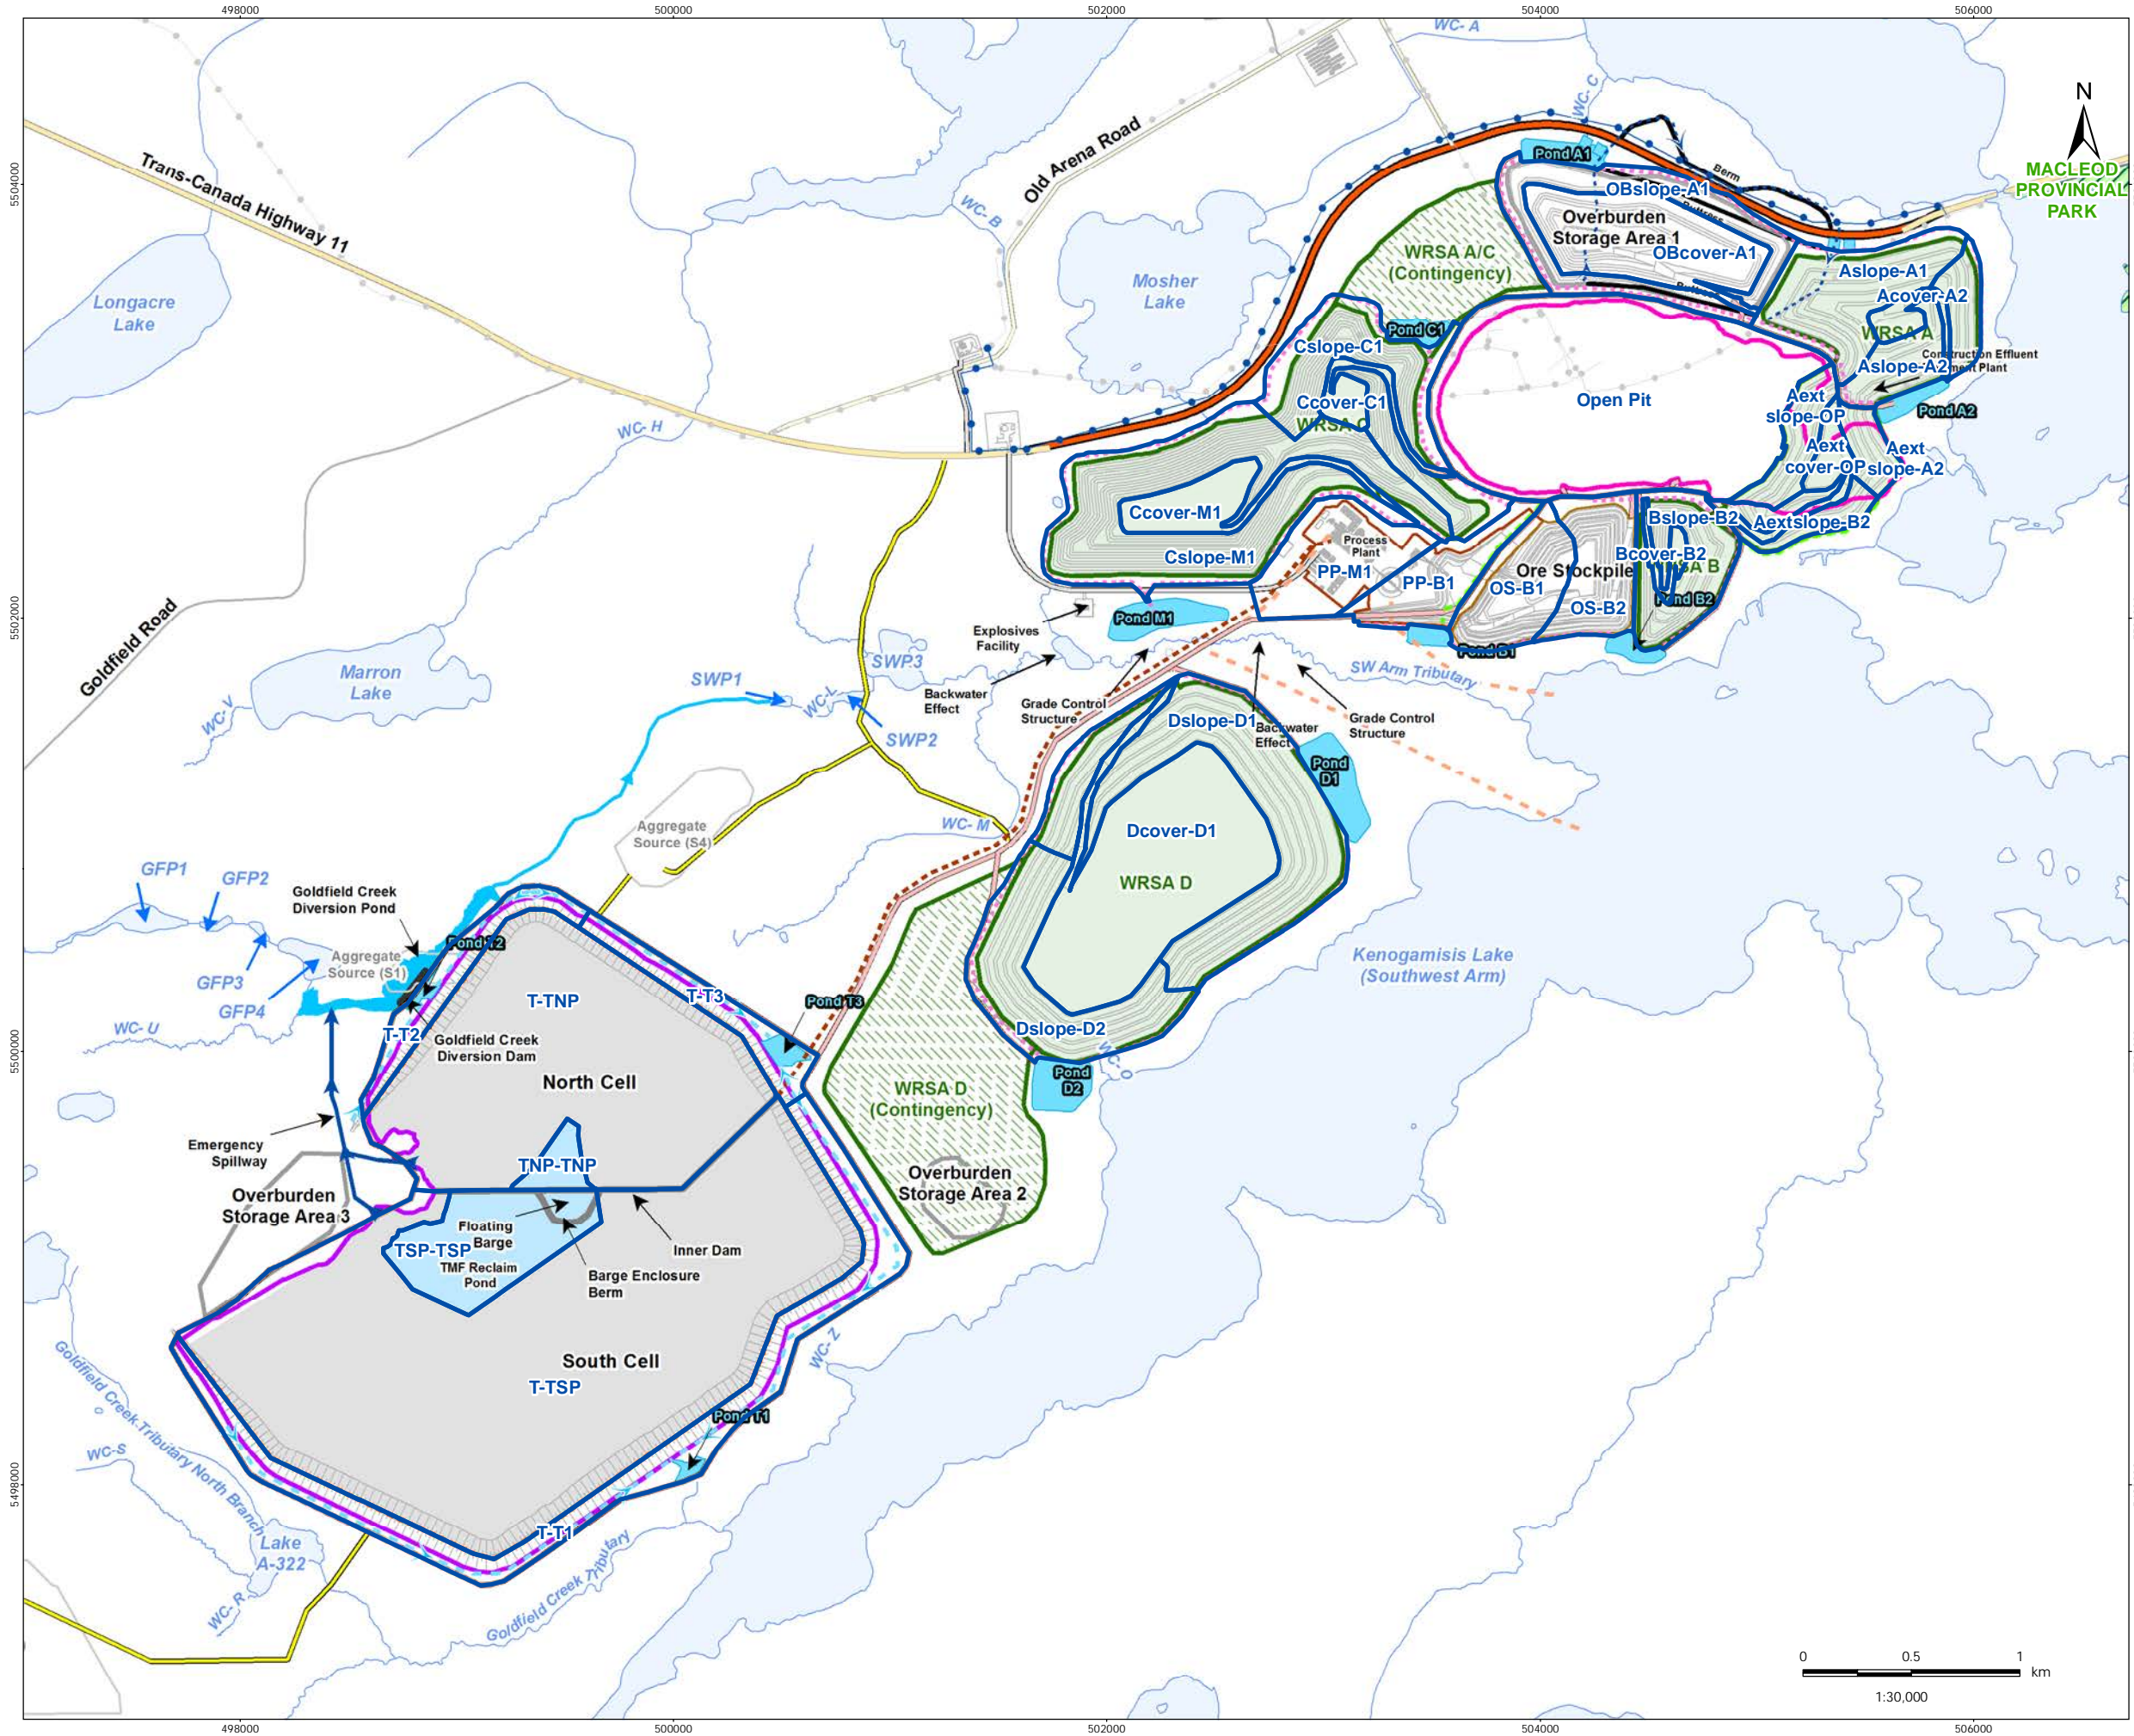 498000
500000
502000
504000
506000
WC- A
N
WC- C
Old Arena Road
Pond A1
Trans-Canada Highway 11
5504000
Berm
MACLEOD
PROVINCIAL
PARK
OBslope-A1
Buttress
WC- B
Overburden
Storage Area 1
WRSA A/C
(Contingency)
OBcover-A1
Mosher
Lake
Aslope-A1
Longacre
Lake
Acover-A2
Pond C1
WRSA A
Cslope-C1
Construction Effluent
Aslope-A2
Open Pit
Aext
slope-OP
Pond A2
Ccover-C1
WRSA C
WC- H
Aext
cover-OP
Aext
slope-A2
Ccover-M1
Bslope-B2
Aextslope-B2
Process
Plant
Cslope-M1
Bcover-B2
PP-M1
PP-B1
Ore Stockpile
OS-B1
OS-B2
Pond B2
5502000
Goldfield Road
Pond M1
Explosives
Facility
Pond B1
SWP3
Marron
Lake
SWP1
WC-L
SW Arm Tributary
Backwater
Effect
Grade Control
Structure
WC- V
SWP2
Dslope-D1
Backwater
Effect
Grade Control
Structure
Pond
D1
Aggregate
Source (S4)
WC- M
Dcover-D1
GFP1
GFP2
WRSA D
Goldfield Creek
Diversion Pond
Pond T2
Kenogamisis Lake
(Southwest Arm)
Aggregate
Source (S1)
GFP3
GFP4
T-TNP
T-T3
Pond T3
WC- U
T-T2
Goldfield Creek
Diversion Dam
Dslope-D2
5500000
WC- O
North Cell
WRSA D
(Contingency)
Pond
D2
Emergency
Spillway
TNP-TNP
Overburden
Storage Area 2
Overburden
Storage Area 3
Floating
Barge
TSP-TSP
TMF Reclaim
Pond
Inner Dam
Barge Enclosure
Berm
WC- Z
South Cell
T-TSP
Goldfield Creek Tributary North Branch
Pond T1
WC-S
5498000
T-T1
Lake
A-322
Goldfield Creek Tributary
WC- R
0 0.5 1
km
1:30,000
498000
500000
502000
504000
506000